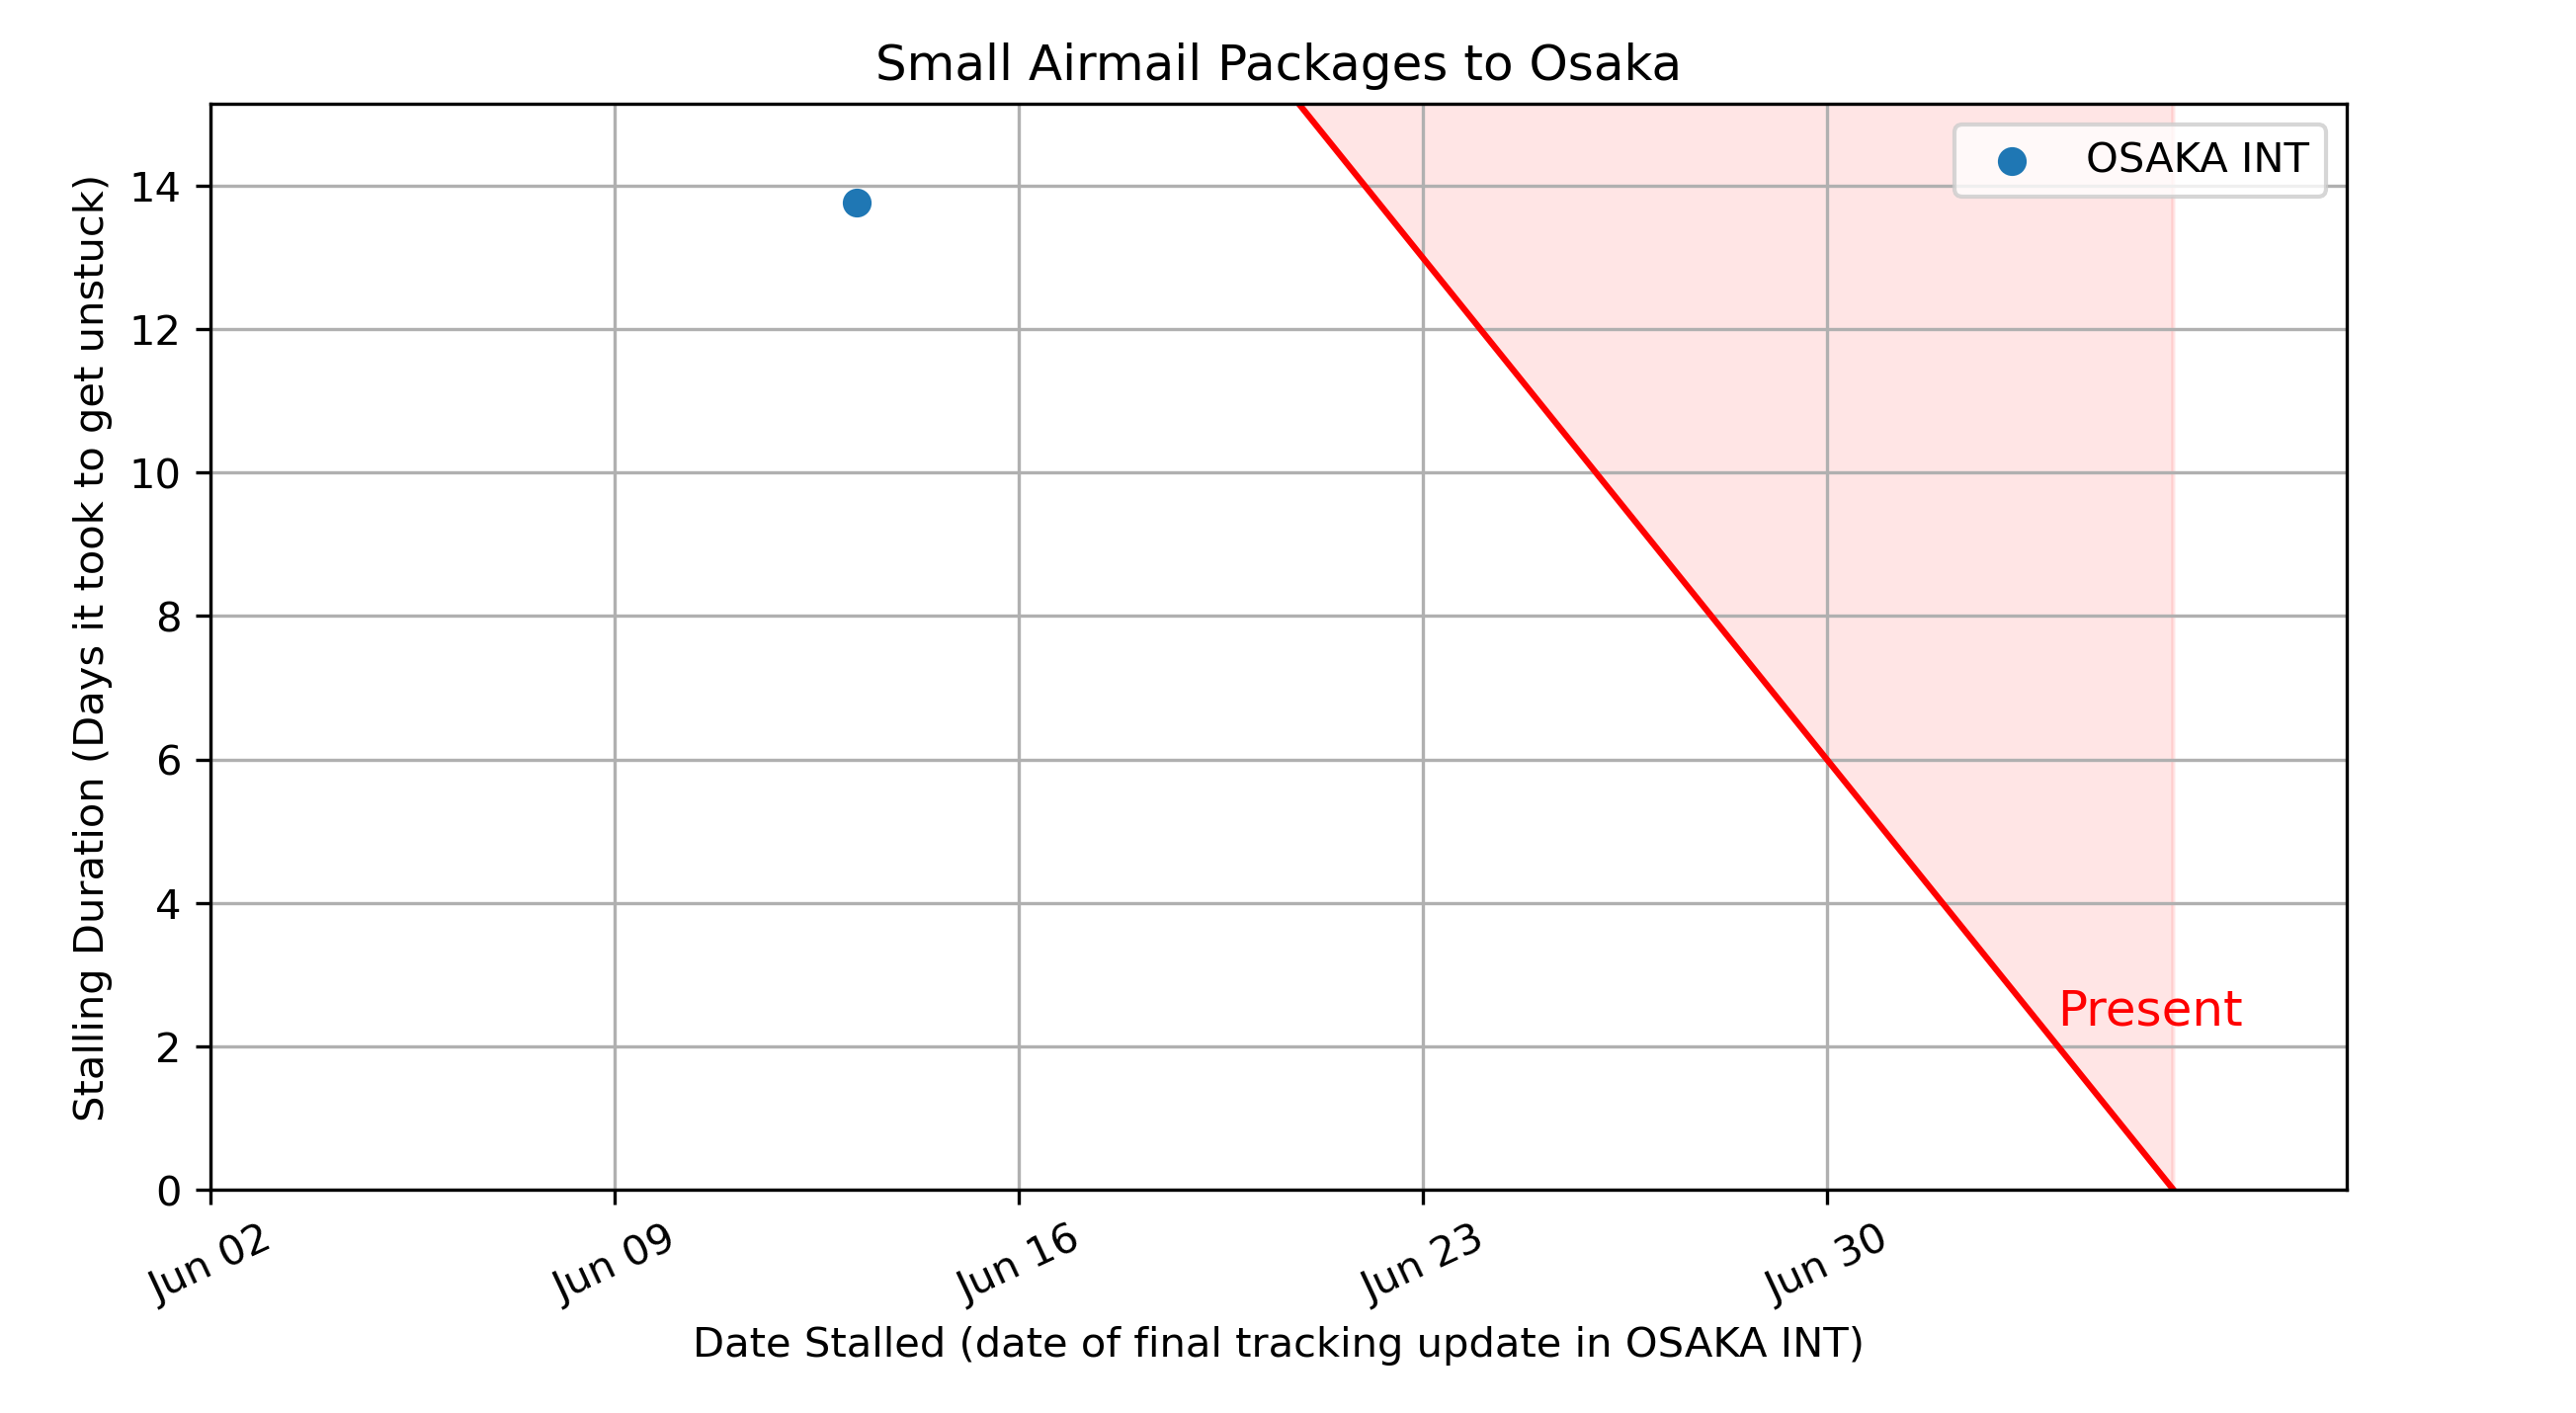 Small Airmail Packages to Osaka
OSAKA INT
Stalling Duration (Days it took to get unstuck)
14
12
10
8
6
4
2
0
Present
Jun 02
Jun 09
Jun 16
Jun 23
Jun 30
Date Stalled (date of final tracking update in OSAKA INT)